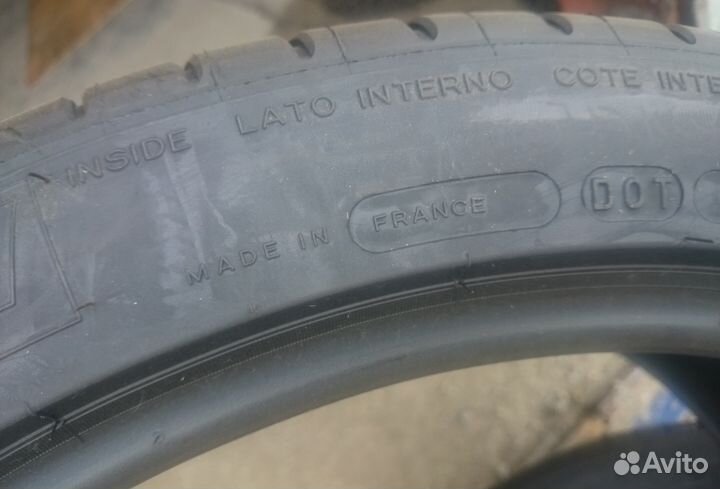 INSIDE LATO INTERNO COTE INTE
MADE IN FRANCE DOT
Avito